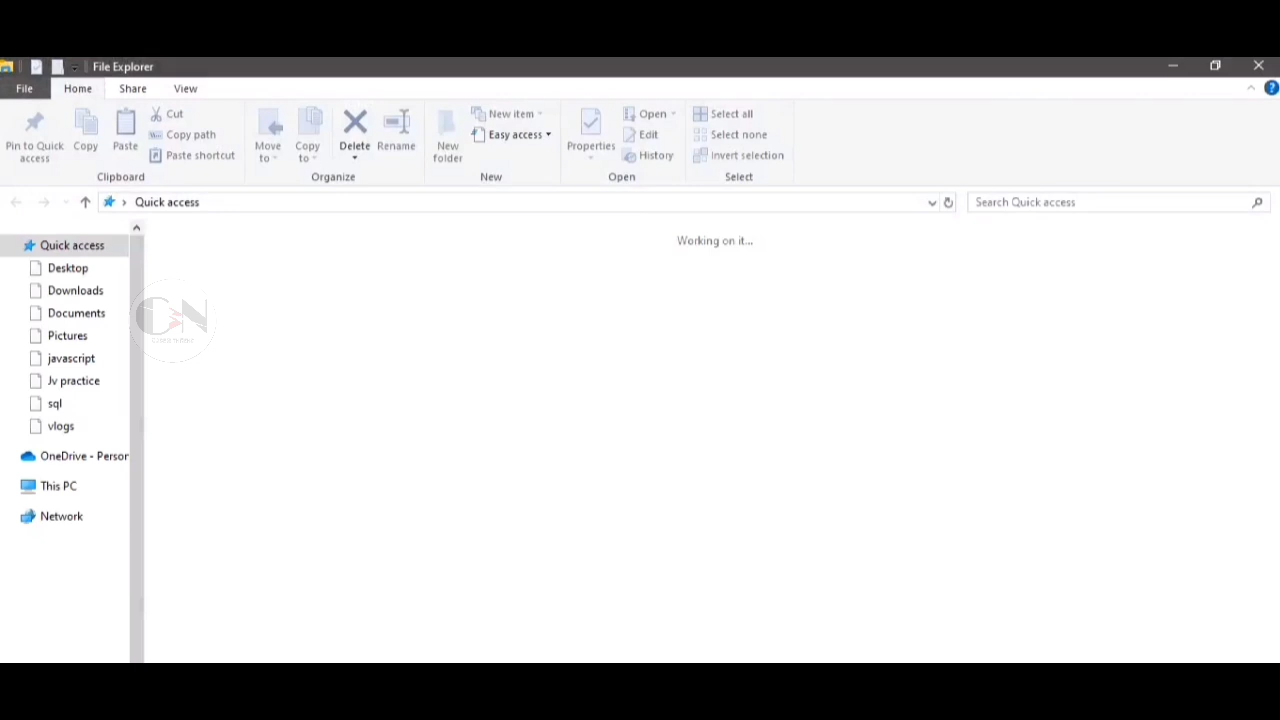 File Explorer
File Home Share View
Pin to Quick access
Copy
Paste
Cut
Copy path
Paste shortcut
Clipboard
Move to
Copy to
Delete
Rename
Organize
New folder
New item
Easy access
New
Properties
Open
Edit
History
Open
Select all
Select none
Invert selection
Select
Quick access
Search Quick access
Working on it...
Quick access
Desktop
Downloads
Documents
Pictures
javascript
Jv practice
sql
vlogs
OneDrive - Person
This PC
Network